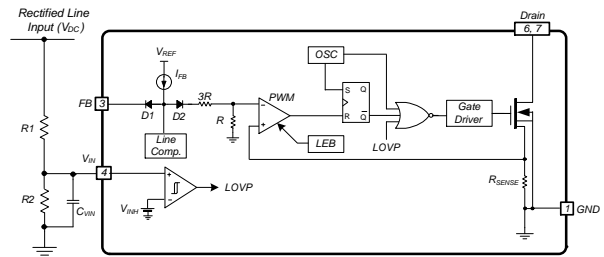 Rectified Line
Input (VDC)
Drain
6, 7
VREF
IFB
OSC
FB 3
D1 D2
3R
R
PWM
S Q
R Q̅
Line
Comp.
LEB
LOVP
Gate
Driver
R1
VIN
4
LOVP
RSENSE
R2
CVIN
VINH
1 GND